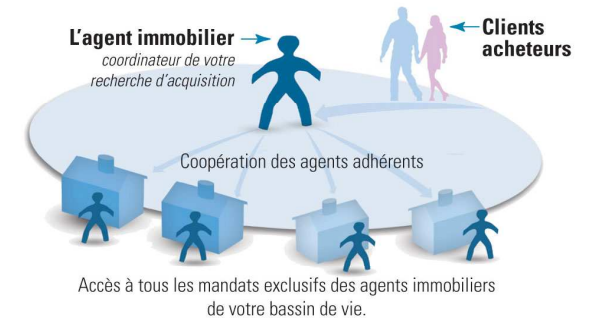 L'agent immobilier
coordinateur de votre
recherche d'acquisition
Clients
acheteurs
Coopération des agents adhérents
Accès à tous les mandats exclusifs des agents immobiliers
de votre bassin de vie.